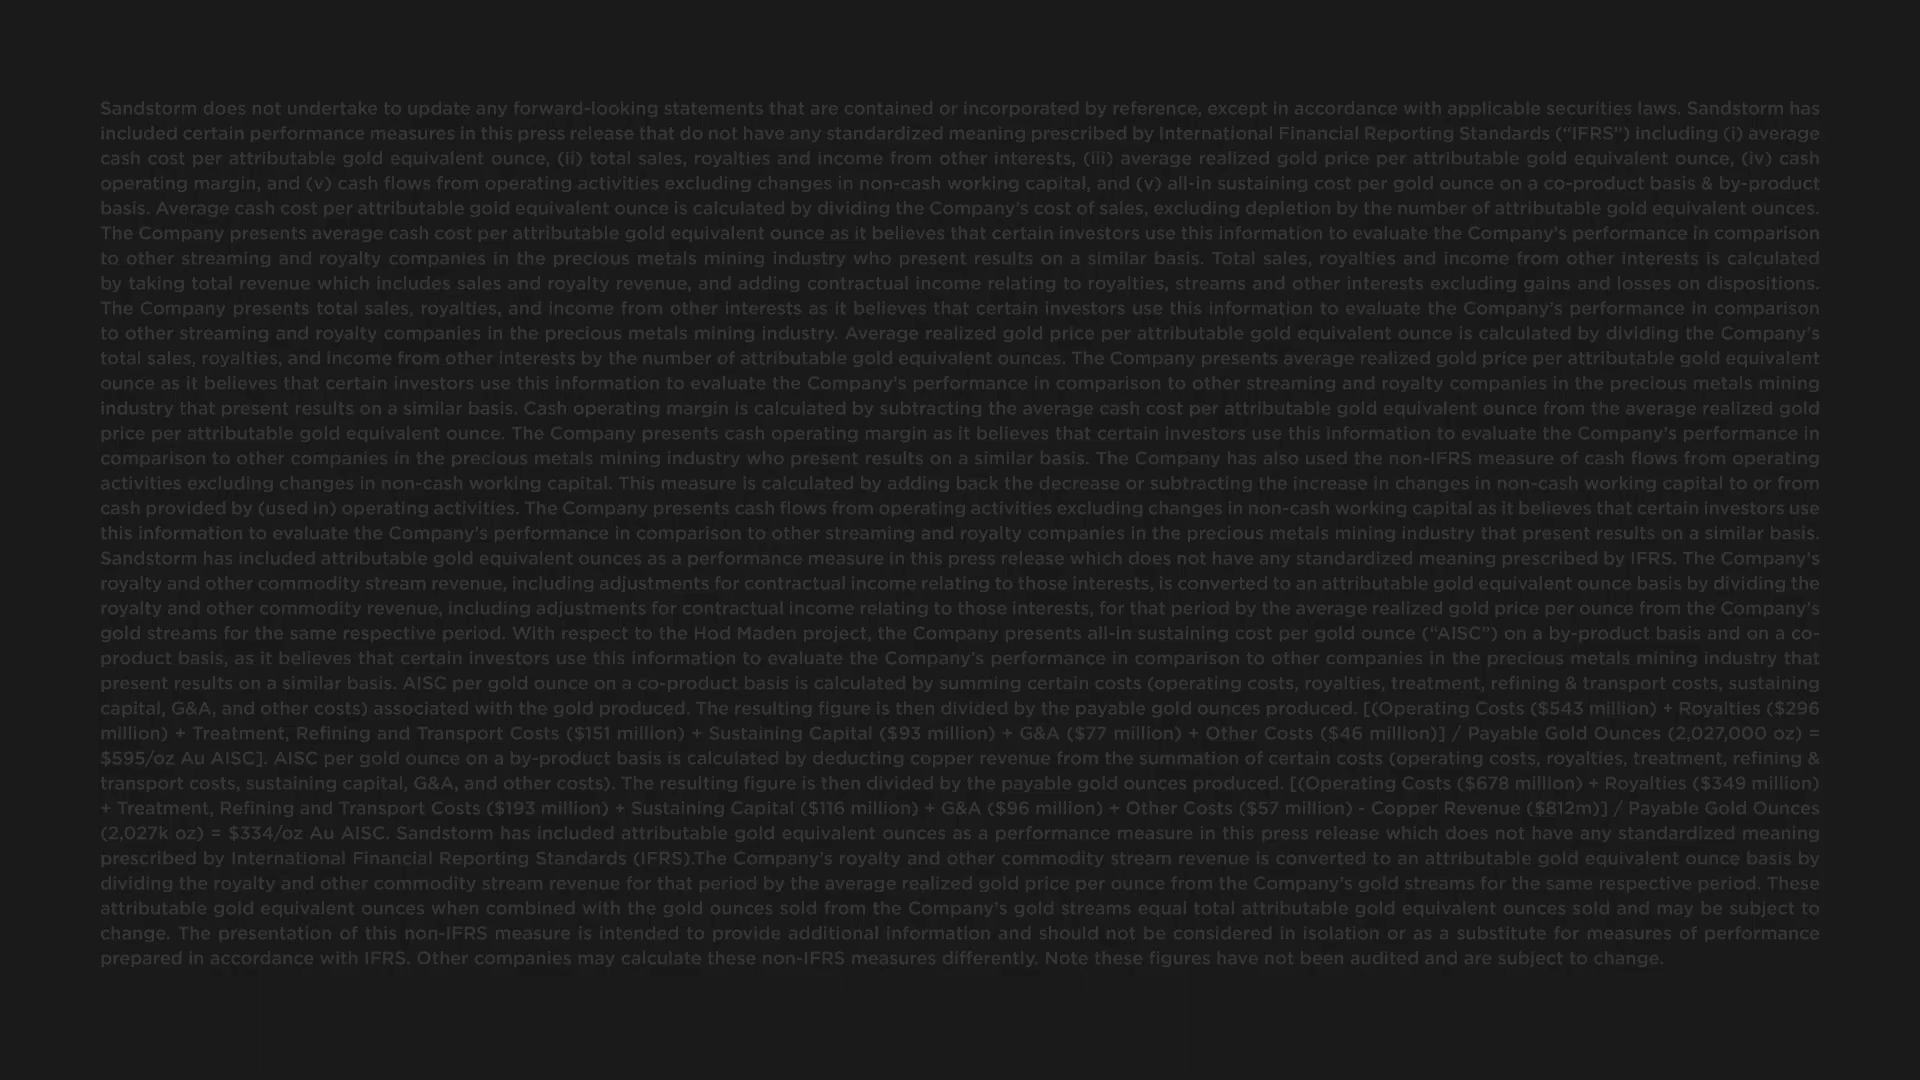 Sandstorm does not undertake to update any forward-looking statements that are contained or incorporated by reference, except in accordance with applicable securities laws. Sandstorm has
included certain performance measures in this press release that do not have any standardized meaning prescribed by International Financial Reporting Standards (“IFRS”) including (i) average
cash cost per attributable gold equivalent ounce, (ii) total sales, royalties and income from other interests, (iii) average realized gold price per attributable gold equivalent ounce, (iv) cash
operating margin, and (v) cash flows from operating activities excluding changes in non-cash working capital, and (v) all-in sustaining cost per gold ounce on a co-product basis & by-product
basis. Average cash cost per attributable gold equivalent ounce is calculated by dividing the Company’s cost of sales, excluding depletion by the number of attributable gold equivalent ounces.
The Company presents average cash cost per attributable gold equivalent ounce as it believes that certain investors use this information to evaluate the Company’s performance in comparison
to other streaming and royalty companies in the precious metals mining industry who present results on a similar basis. Total sales, royalties and income from other interests is calculated
by taking total revenue which includes sales and royalty revenue, and adding contractual income relating to royalties, streams and other interests excluding gains and losses on dispositions.
The Company presents total sales, royalties, and income from other interests as it believes that certain investors use this information to evaluate the Company’s performance in comparison
to other streaming and royalty companies in the precious metals mining industry. Average realized gold price per attributable gold equivalent ounce is calculated by dividing the Company’s
total sales, royalties, and income from other interests by the number of attributable gold equivalent ounces. The Company presents average realized gold price per attributable gold equivalent
ounce as it believes that certain investors use this information to evaluate the Company’s performance in comparison to other streaming and royalty companies in the precious metals mining
industry that present results on a similar basis. Cash operating margin is calculated by subtracting the average cash cost per attributable gold equivalent ounce from the average realized gold
price per attributable gold equivalent ounce. The Company presents cash operating margin as it believes that certain investors use this information to evaluate the Company’s performance in
comparison to other companies in the precious metals mining industry who present results on a similar basis. The Company has also used the non-IFRS measure of cash flows from operating
activities excluding changes in non-cash working capital. This measure is calculated by adding back the decrease or subtracting the increase in changes in non-cash working capital to or from
cash provided by (used in) operating activities. The Company presents cash flows from operating activities excluding changes in non-cash working capital as it believes that certain investors use
this information to evaluate the Company’s performance in comparison to other streaming and royalty companies in the precious metals mining industry that present results on a similar basis.
Sandstorm has included attributable gold equivalent ounces as a performance measure in this press release which does not have any standardized meaning prescribed by IFRS. The Company’s
royalty and other commodity stream revenue, including adjustments for contractual income relating to those interests, is converted to an attributable gold equivalent ounce basis by dividing the
royalty and other commodity revenue, including adjustments for contractual income relating to those interests, for that period by the average realized gold price per ounce from the Company’s
gold streams for the same respective period. With respect to the Hod Maden project, the Company presents all-in sustaining cost per gold ounce (“AISC”) on a by-product basis and on a co-
product basis, as it believes that certain investors use this information to evaluate the Company’s performance in comparison to other companies in the precious metals mining industry that
present results on a similar basis. AISC per gold ounce on a co-product basis is calculated by summing certain costs (operating costs, royalties, treatment, refining & transport costs, sustaining
capital, G&A, and other costs) associated with the gold produced. The resulting figure is then divided by the payable gold ounces produced. [(Operating Costs ($543 million) + Royalties ($296
million) + Treatment, Refining and Transport Costs ($151 million) + Sustaining Capital ($93 million) + G&A ($77 million) + Other Costs ($46 million)] / Payable Gold Ounces (2,027,000 oz) =
$595/oz Au AISC]. AISC per gold ounce on a by-product basis is calculated by deducting copper revenue from the summation of certain costs (operating costs, royalties, treatment, refining &
transport costs, sustaining capital, G&A, and other costs). The resulting figure is then divided by the payable gold ounces produced. [(Operating Costs ($678 million) + Royalties ($349 million)
+ Treatment, Refining and Transport Costs ($193 million) + Sustaining Capital ($116 million) + G&A ($96 million) + Other Costs ($57 million) - Copper Revenue ($812m)] / Payable Gold Ounces
(2,027k oz) = $334/oz Au AISC. Sandstorm has included attributable gold equivalent ounces as a performance measure in this press release which does not have any standardized meaning
prescribed by International Financial Reporting Standards (IFRS).The Company’s royalty and other commodity stream revenue is converted to an attributable gold equivalent ounce basis by
dividing the royalty and other commodity stream revenue for that period by the average realized gold price per ounce from the Company’s gold streams for the same respective period. These
attributable gold equivalent ounces when combined with the gold ounces sold from the Company’s gold streams equal total attributable gold equivalent ounces sold and may be subject to
change. The presentation of this non-IFRS measure is intended to provide additional information and should not be considered in isolation or as a substitute for measures of performance
prepared in accordance with IFRS. Other companies may calculate these non-IFRS measures differently. Note these figures have not been audited and are subject to change.